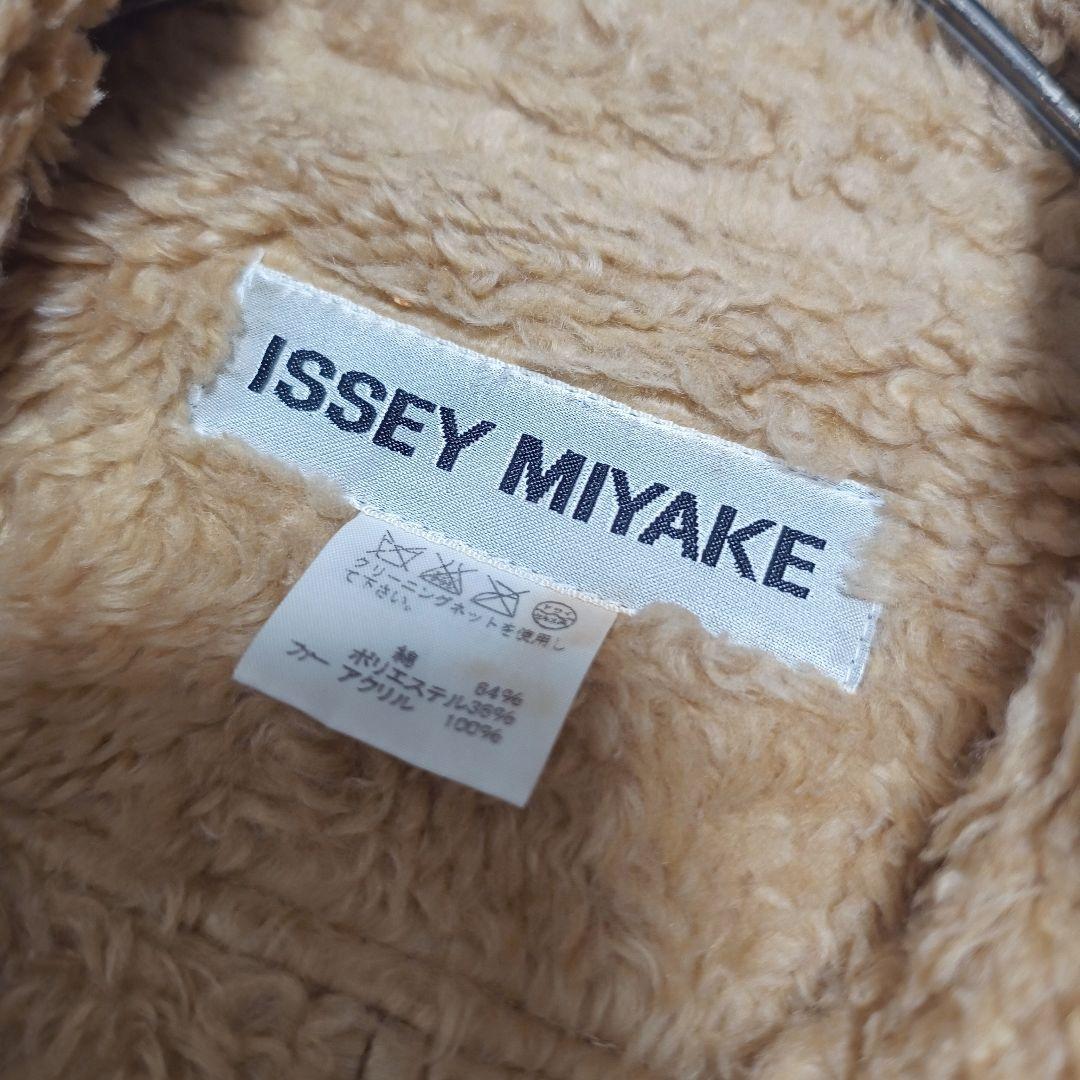 ISSEY MIYAKE
クリーニングネットを使用し
て下さい。
綿 64%
ポリエステル36%
ファー アクリル 100%